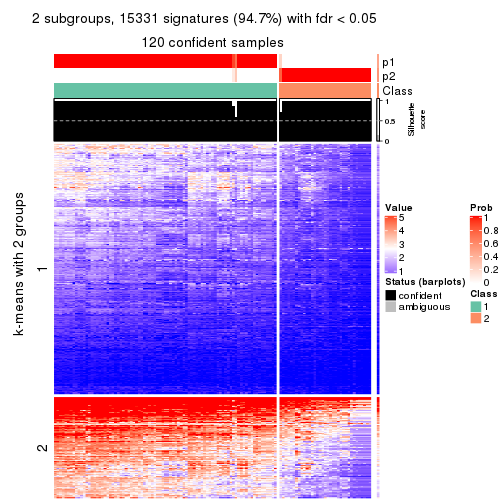 2 subgroups, 15331 signatures (94.7%) with fdr < 0.05
120 confident samples
p1
p2
Class
1
0.5
0
Silhouette
score
k-means with 2 groups
1
2
Value
5
4
3
2
1
Prob
1
0.8
0.6
0.4
0.2
0
Status (barplots)
confident
ambiguous
Class
1
2